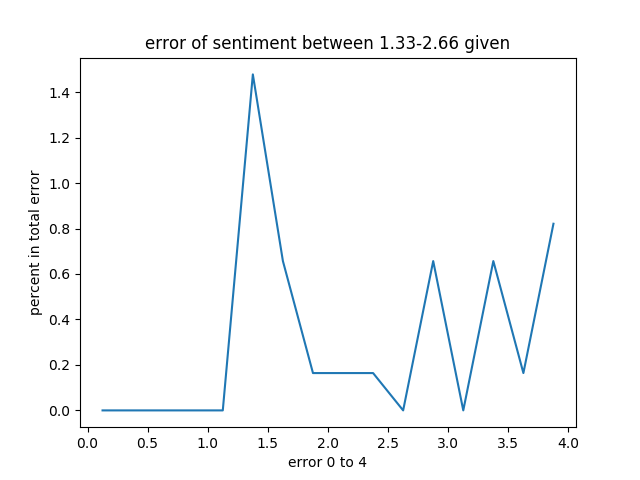 error of sentiment between 1.33-2.66 given
percent in total error
1.4
1.2
1.0
0.8
0.6
0.4
0.2
0.0
0.0 0.5 1.0 1.5 2.0 2.5 3.0 3.5 4.0
error 0 to 4